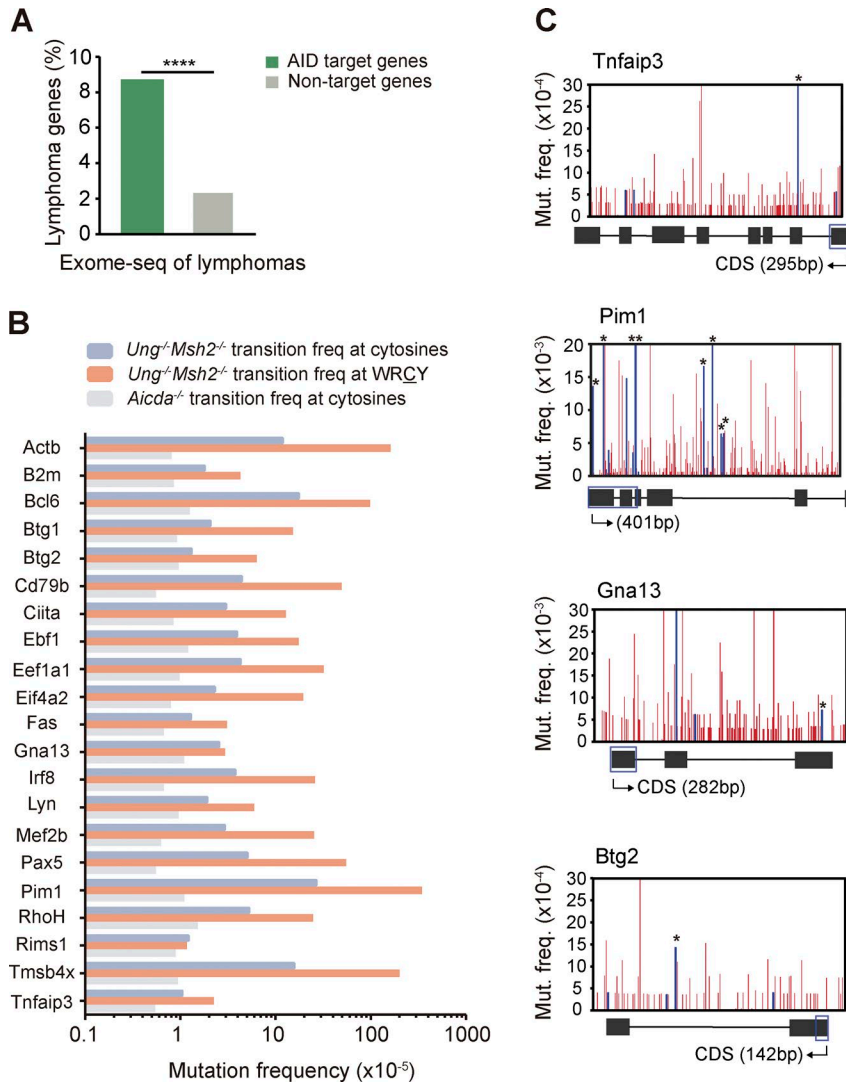 A
Lymphoma genes (%)
10
8
6
4
2
0
****
AID target genes
Non-target genes
Exome-seq of lymphomas
B
Ung-/-Msh2-/- transition freq at cytosines
Ung-/-Msh2-/- transition freq at WRCY
Aicda-/- transition freq at cytosines
Actb
B2m
Bcl6
Btg1
Btg2
Cd79b
Ciita
Ebf1
Eef1a1
Eif4a2
Fas
Gna13
Irf8
Lyn
Mef2b
Pax5
Pim1
RhoH
Rims1
Tmsb4x
Tnfaip3
0.1 1 10 100 1000
Mutation frequency (x10-5)
C
Tnfaip3
Mut. freq. (x10-4)
30
25
20
15
10
5
0
*
CDS (295bp)
Pim1
Mut. freq. (x10-3)
20
15
10
5
0
* * ** * * * *
(401bp)
Gna13
Mut. freq. (x10-3)
30
25
20
15
10
5
0
*
CDS (282bp)
Btg2
Mut. freq. (x10-4)
30
25
20
15
10
5
0
*
CDS (142bp)